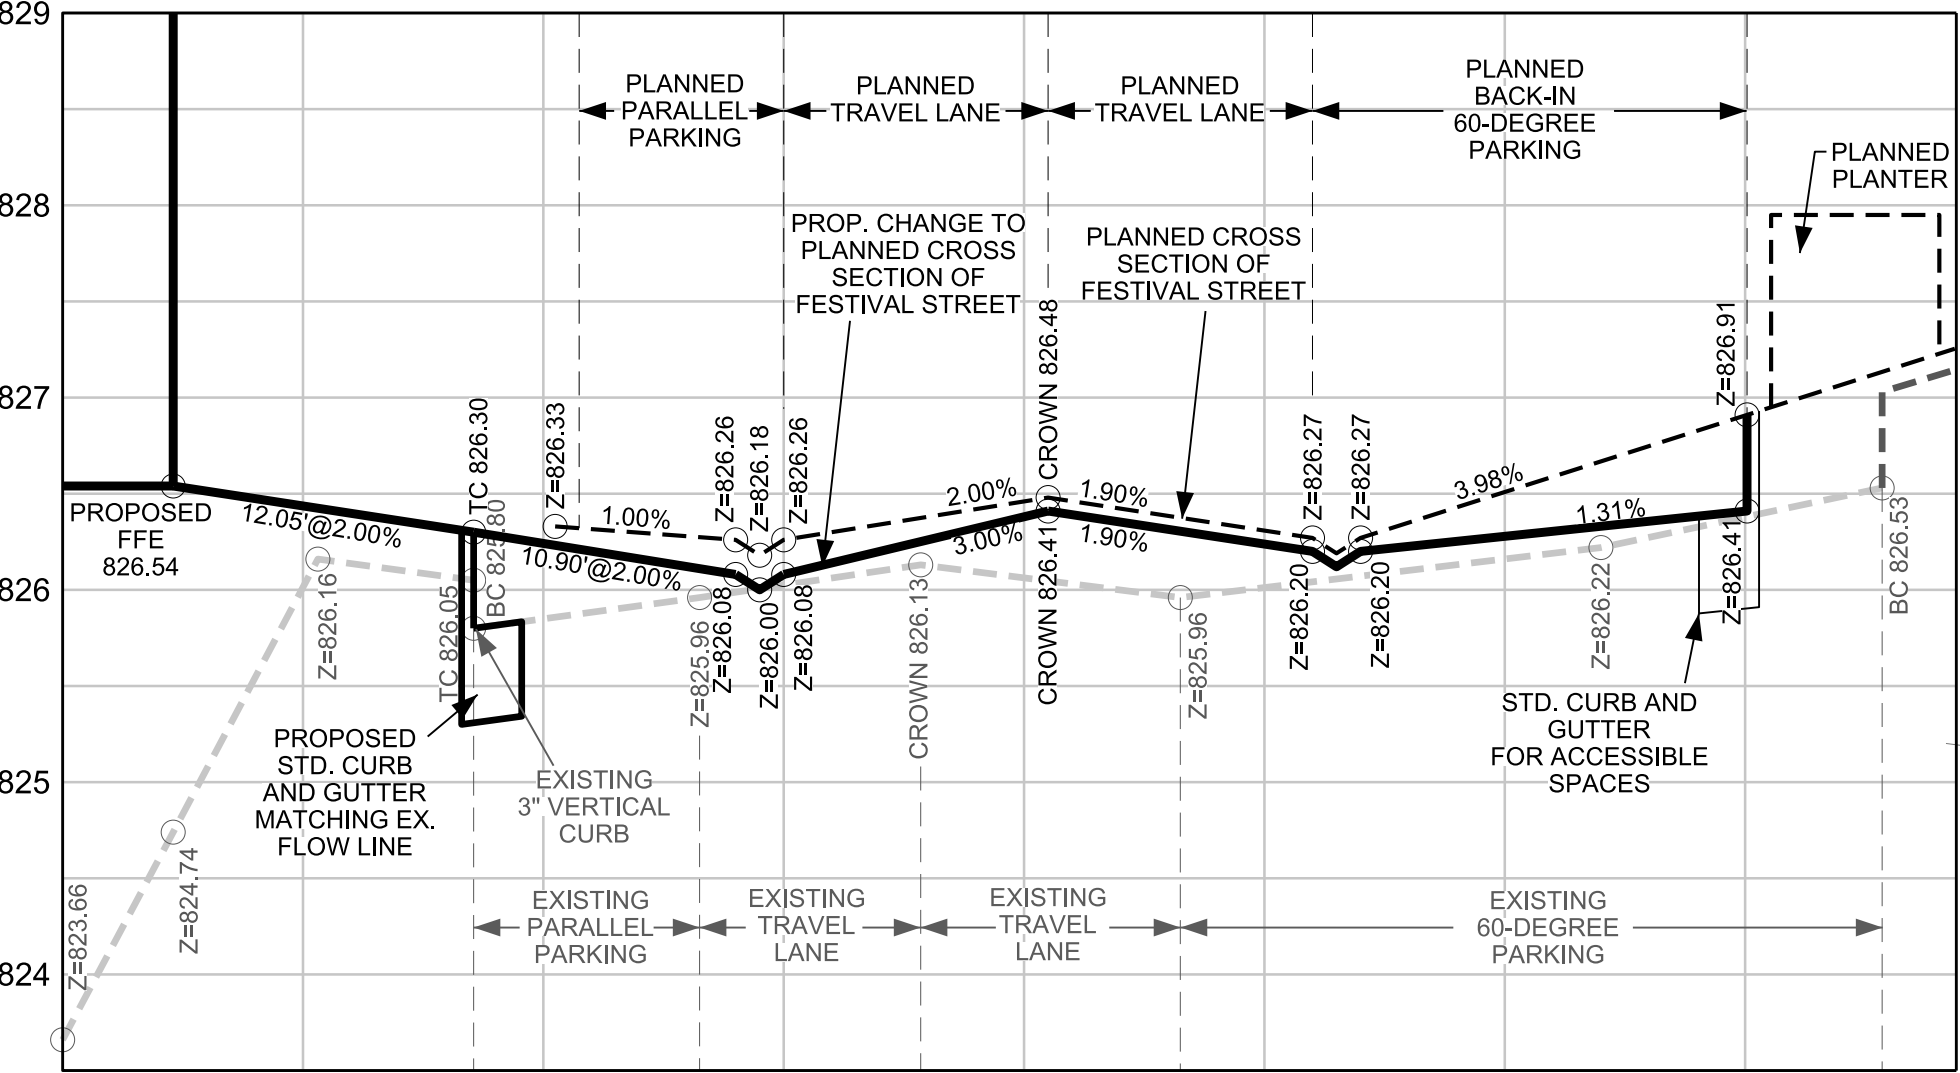 829
828
827
826
825
824
PLANNED
PARALLEL
PARKING
PLANNED
TRAVEL LANE
PLANNED
TRAVEL LANE
PLANNED
BACK-IN
60-DEGREE
PARKING
PLANNED
PLANTER
PROP. CHANGE TO
PLANNED CROSS
SECTION OF
FESTIVAL STREET
PLANNED CROSS
SECTION OF
FESTIVAL STREET
PROPOSED
FFE
826.54
12.05'@2.00%
TC 826.30
BC 825.80
TC 826.05
Z=826.33
1.00%
10.90'@2.00%
Z=826.26
Z=826.18
Z=826.26
Z=826.08
Z=826.00
Z=826.08
2.00%
3.00%
CROWN 826.48
CROWN 826.41
1.90%
1.90%
Z=826.27
Z=826.27
Z=826.20
Z=826.20
3.98%
1.31%
Z=826.91
Z=826.41
BC 826.53
Z=826.16
Z=825.96
CROWN 826.13
Z=825.96
Z=826.22
Z=824.74
Z=823.66
PROPOSED
STD. CURB
AND GUTTER
MATCHING EX.
FLOW LINE
EXISTING
3" VERTICAL
CURB
STD. CURB AND
GUTTER
FOR ACCESSIBLE
SPACES
EXISTING
PARALLEL
PARKING
EXISTING
TRAVEL
LANE
EXISTING
TRAVEL
LANE
EXISTING
60-DEGREE
PARKING